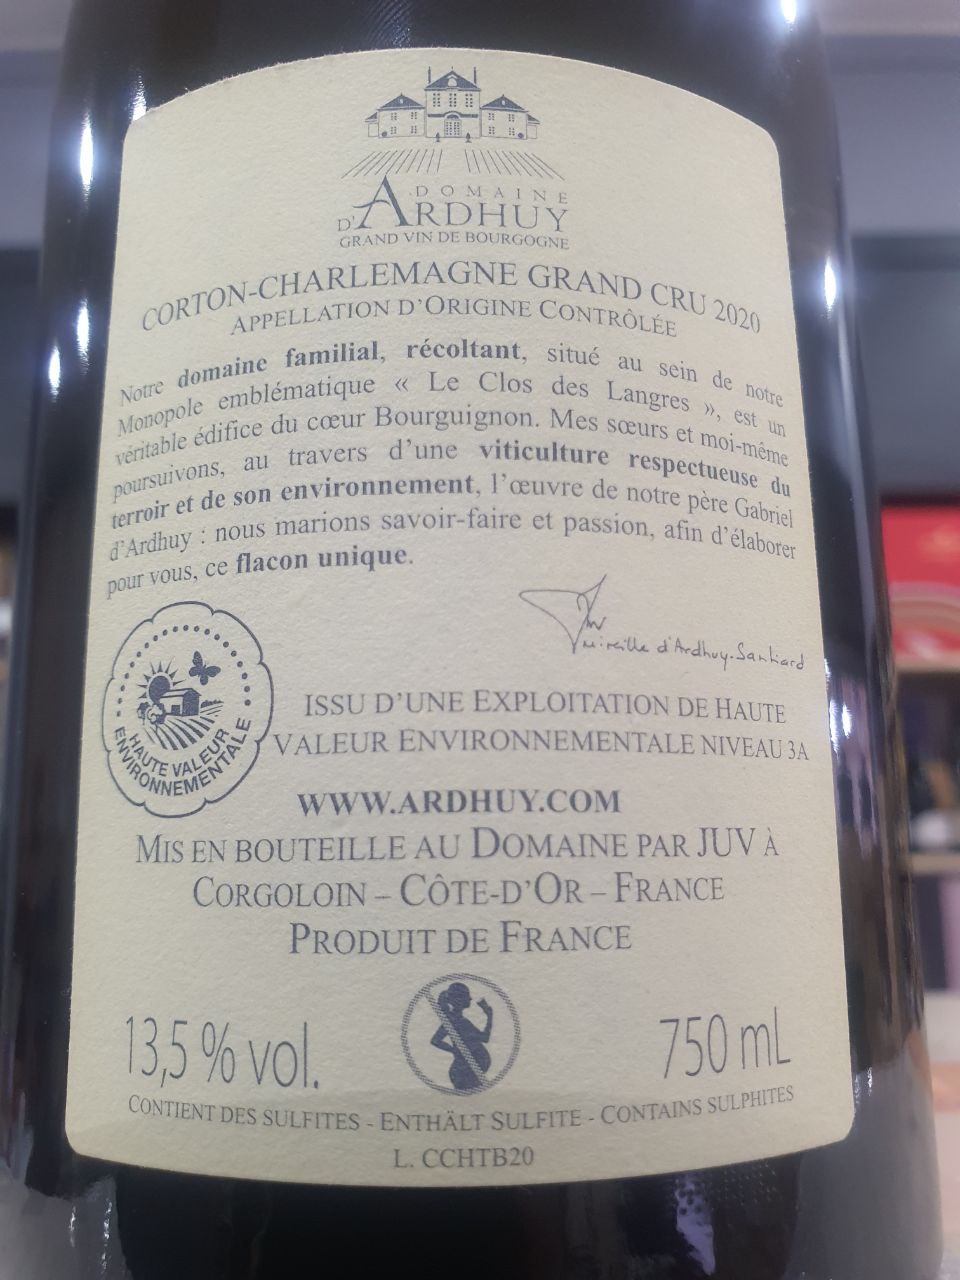 DOMAINE
D'ARDHUY
GRAND VIN DE BOURGOGNE
CORTON-CHARLEMAGNE GRAND CRU 2020
APPELLATION D'ORIGINE CONTRÔLÉE
Notre domaine familial, récoltant, situé au sein de notre
Monopole emblématique « Le Clos des Langres », est un
véritable édifice du cœur Bourguignon. Mes sœurs et moi-même
poursuivons, au travers d'une viticulture respectueuse du
terroir et de son environnement, l'œuvre de notre père Gabriel
d'Ardhuy : nous marions savoir-faire et passion, afin d'élaborer
pour vous, ce flacon unique.
Mireille d'Ardhuy-Santiard
HAUTE VALEUR
ENVIRONNEMENTALE
ISSU D'UNE EXPLOITATION DE HAUTE
VALEUR ENVIRONNEMENTALE NIVEAU 3A
WWW.ARDHUY.COM
MIS EN BOUTEILLE AU DOMAINE PAR JUV À
CORGOLOIN – CÔTE-D'OR – FRANCE
PRODUIT DE FRANCE
13,5 % vol.
750 mL
CONTIENT DES SULFITES - ENTHÄLT SULFITE - CONTAINS SULPHITES
L. CCHTB20